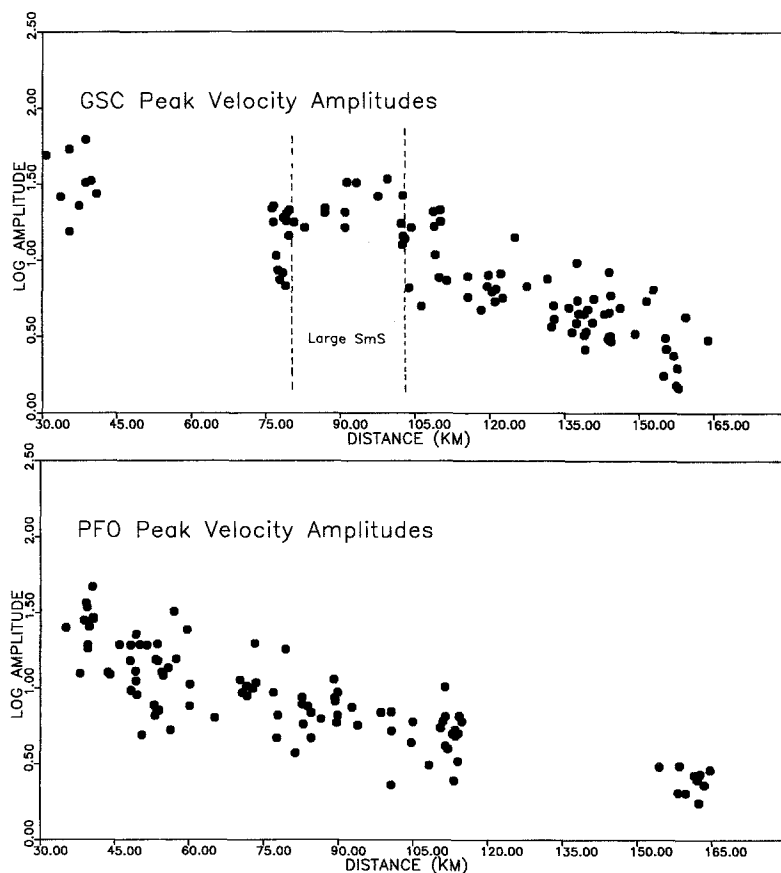 2.50
2.00
1.50
1.00
0.50
0.00
LOG AMPLITUDE
GSC Peak Velocity Amplitudes
Large SmS
30.00 45.00 60.00 75.00 90.00 105.00 120.00 135.00 150.00 165.00
DISTANCE (KM)
2.50
2.00
1.50
1.00
0.50
0.00
LOG AMPLITUDE
PFO Peak Velocity Amplitudes
30.00 45.00 60.00 75.00 90.00 105.00 120.00 135.00 150.00 165.00
DISTANCE (KM)